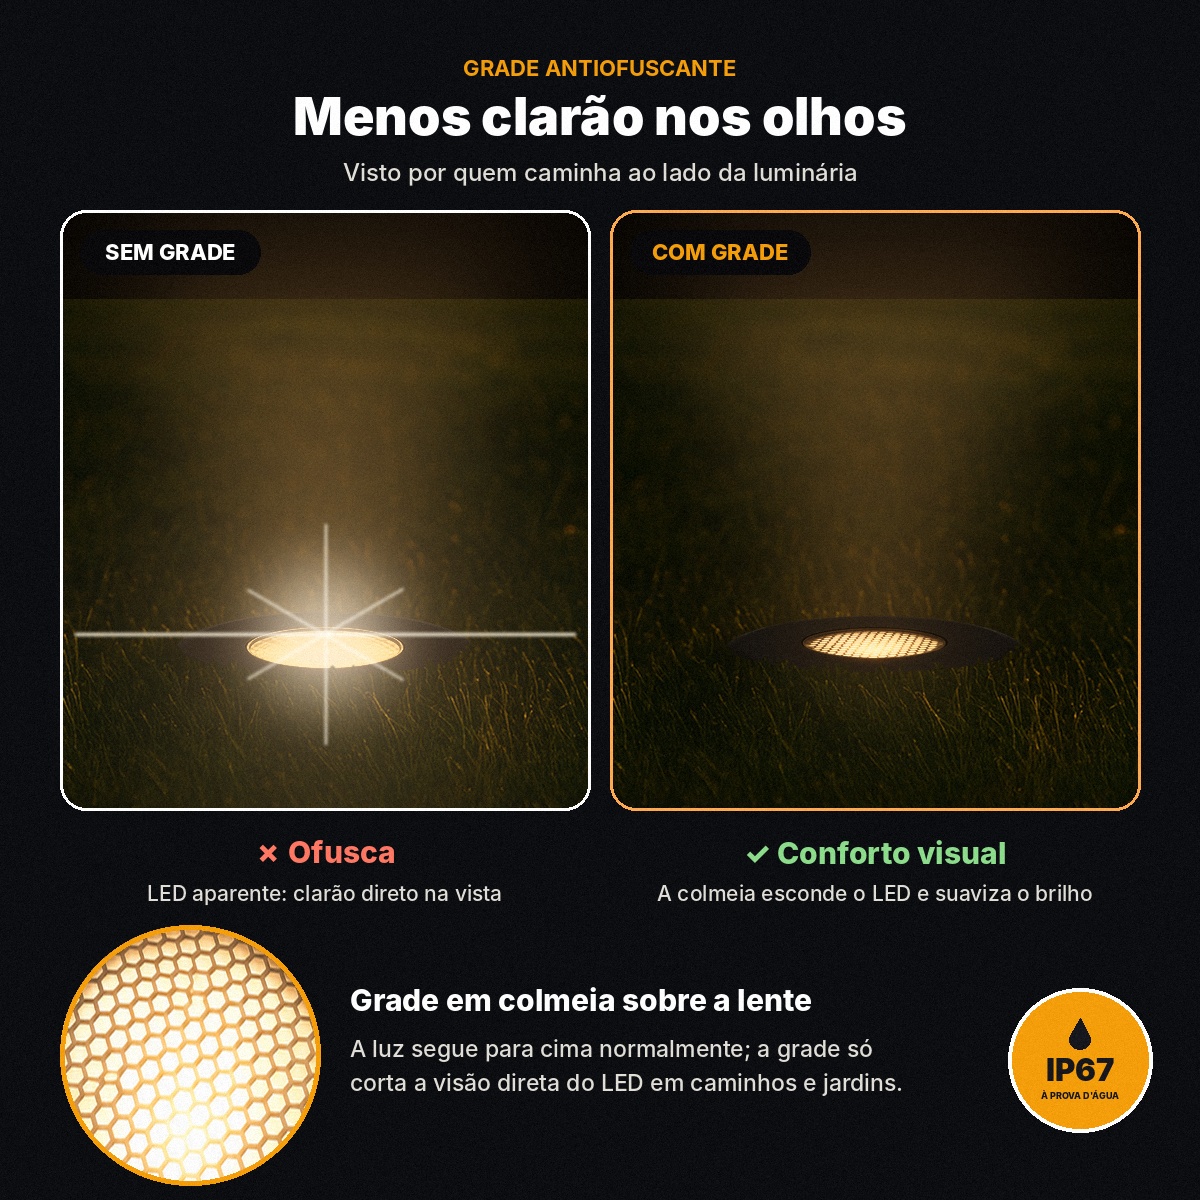 GRADE ANTIOFUSCANTE
Menos clarão nos olhos
Visto por quem caminha ao lado da luminária
SEM GRADE
COM GRADE
× Ofusca
LED aparente: clarão direto na vista
✓ Conforto visual
A colmeia esconde o LED e suaviza o brilho
Grade em colmeia sobre a lente
A luz segue para cima normalmente; a grade só
corta a visão direta do LED em caminhos e jardins.
IP67
À PROVA D'ÁGUA